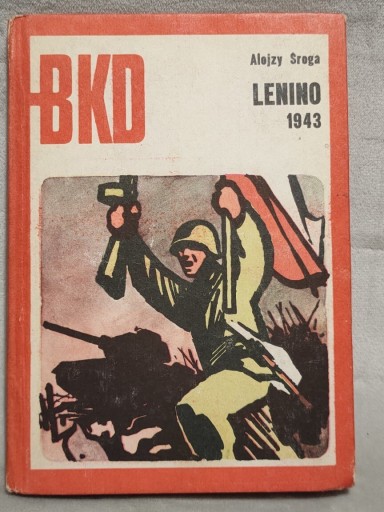 BKD
Alojzy Sroga
LENINO
1943